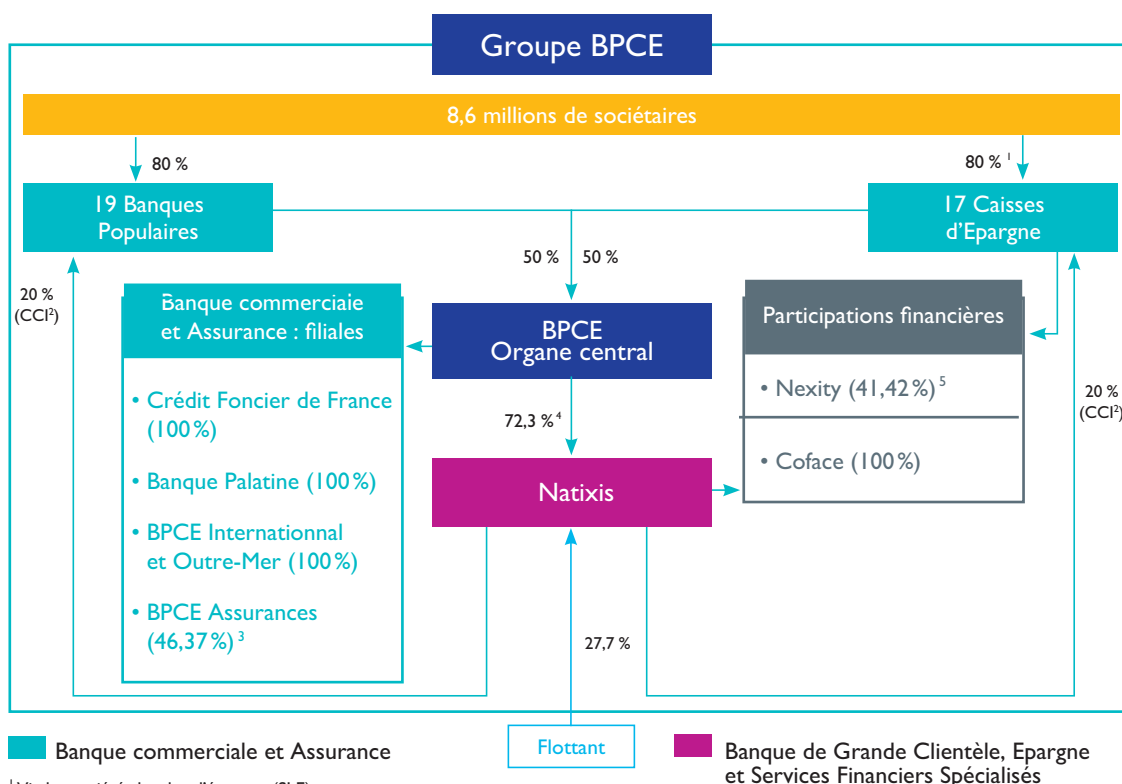 Groupe BPCE
8,6 millions de sociétaires
80 %
80 % ¹
19 Banques
Populaires
17 Caisses
d'Epargne
50 %
50 %
20 %
(CCI²)
Banque commerciaie
et Assurance : filiales
BPCE
Organe central
Participations financières
• Crédit Foncier de France
(100 %)
• Banque Palatine (100 %)
• BPCE Internationnal
et Outre-Mer (100 %)
• BPCE Assurances
(46,37 %) ³
72,3 %⁴
Natixis
• Nexity (41,42 %) ⁵
• Coface (100 %)
20 %
(CCI²)
27,7 %
Flottant
Banque commerciale et Assurance
Banque de Grande Clientèle, Epargne
et Services Financiers Spécialisés